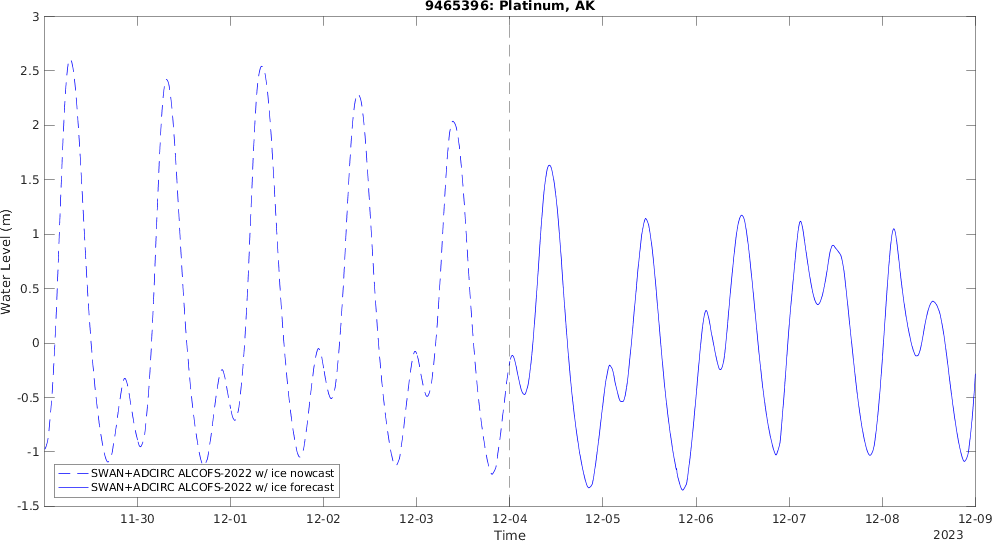 9465396: Platinum, AK
3
2.5
2
1.5
1
0.5
0
-0.5
-1
-1.5
Water Level (m)
SWAN+ADCIRC ALCOFS-2022 w/ ice nowcast
SWAN+ADCIRC ALCOFS-2022 w/ ice forecast
11-30 12-01 12-02 12-03 12-04 12-05 12-06 12-07 12-08 12-09
Time
2023